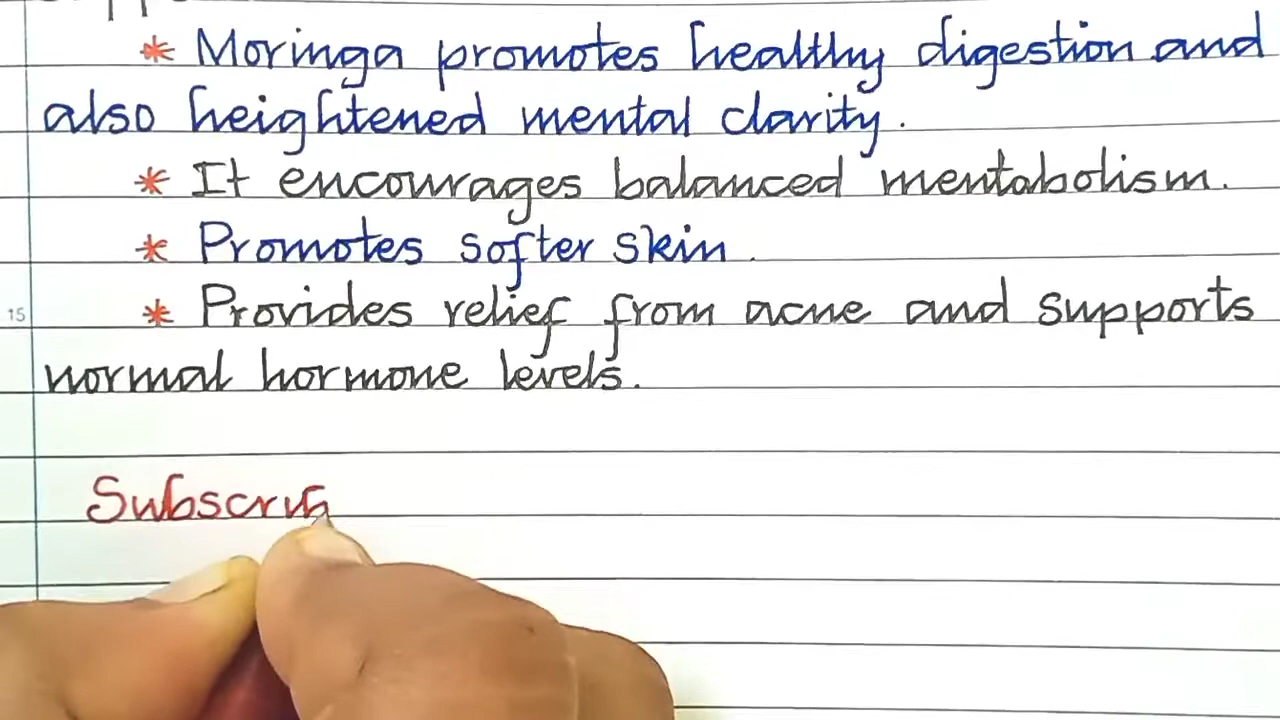 * Moringa promotes healthy digestion and
also heightened mental clarity.
* It encourages balanced mentabolism.
* Promotes softer skin.
15 * Provides relief from acne and supports
normal hormone levels.
Subscrib